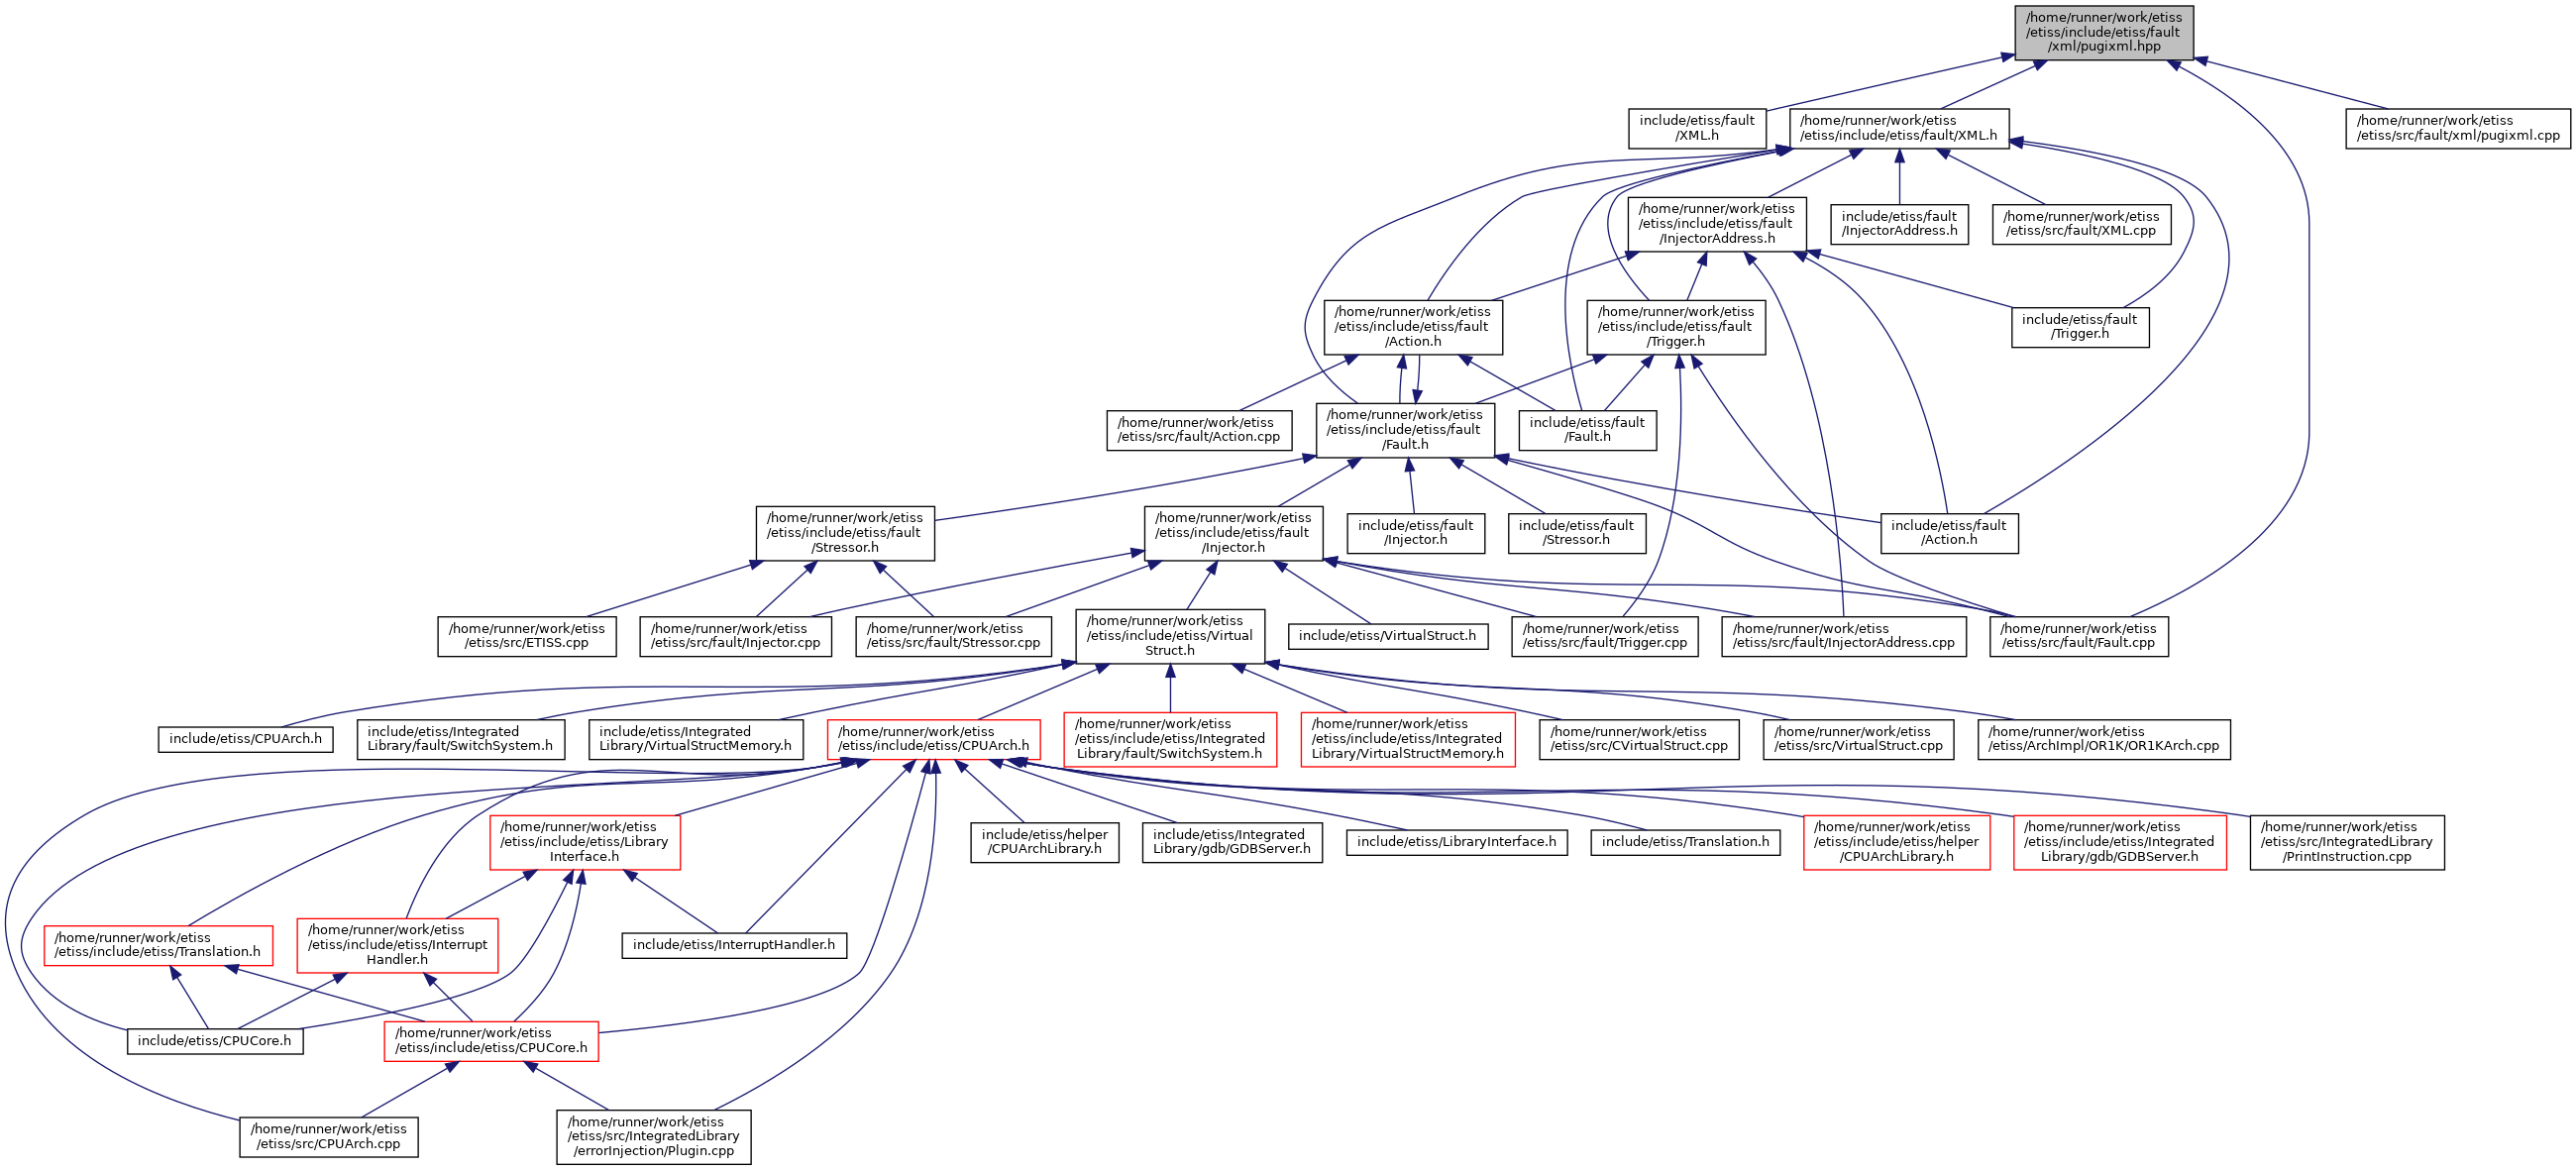 /home/runner/work/etiss
/etiss/include/etiss/fault
/xml/pugixml.hpp
include/etiss/fault
/XML.h
/home/runner/work/etiss
/etiss/include/etiss/fault/XML.h
/home/runner/work/etiss
/etiss/src/fault/xml/pugixml.cpp
/home/runner/work/etiss
/etiss/include/etiss/fault
/InjectorAddress.h
include/etiss/fault
/InjectorAddress.h
/home/runner/work/etiss
/etiss/src/fault/XML.cpp
/home/runner/work/etiss
/etiss/include/etiss/fault
/Action.h
/home/runner/work/etiss
/etiss/include/etiss/fault
/Trigger.h
include/etiss/fault
/Trigger.h
/home/runner/work/etiss
/etiss/src/fault/Action.cpp
/home/runner/work/etiss
/etiss/include/etiss/fault
/Fault.h
include/etiss/fault
/Fault.h
/home/runner/work/etiss
/etiss/include/etiss/fault
/Stressor.h
/home/runner/work/etiss
/etiss/include/etiss/fault
/Injector.h
include/etiss/fault
/Injector.h
include/etiss/fault
/Stressor.h
include/etiss/fault
/Action.h
/home/runner/work/etiss
/etiss/src/ETISS.cpp
/home/runner/work/etiss
/etiss/src/fault/Injector.cpp
/home/runner/work/etiss
/etiss/src/fault/Stressor.cpp
/home/runner/work/etiss
/etiss/include/etiss/Virtual
Struct.h
include/etiss/VirtualStruct.h
/home/runner/work/etiss
/etiss/src/fault/Trigger.cpp
/home/runner/work/etiss
/etiss/src/fault/InjectorAddress.cpp
/home/runner/work/etiss
/etiss/src/fault/Fault.cpp
include/etiss/CPUArch.h
include/etiss/Integrated
Library/fault/SwitchSystem.h
include/etiss/Integrated
Library/VirtualStructMemory.h
/home/runner/work/etiss
/etiss/include/etiss/CPUArch.h
/home/runner/work/etiss
/etiss/include/etiss/Integrated
Library/fault/SwitchSystem.h
/home/runner/work/etiss
/etiss/include/etiss/Integrated
Library/VirtualStructMemory.h
/home/runner/work/etiss
/etiss/src/CVirtualStruct.cpp
/home/runner/work/etiss
/etiss/src/VirtualStruct.cpp
/home/runner/work/etiss
/etiss/ArchImpl/OR1K/OR1KArch.cpp
/home/runner/work/etiss
/etiss/include/etiss/Library
Interface.h
include/etiss/helper
/CPUArchLibrary.h
include/etiss/Integrated
Library/gdb/GDBServer.h
include/etiss/LibraryInterface.h
include/etiss/Translation.h
/home/runner/work/etiss
/etiss/include/etiss/helper
/CPUArchLibrary.h
/home/runner/work/etiss
/etiss/include/etiss/Integrated
Library/gdb/GDBServer.h
/home/runner/work/etiss
/etiss/src/IntegratedLibrary
/PrintInstruction.cpp
/home/runner/work/etiss
/etiss/include/etiss/Translation.h
/home/runner/work/etiss
/etiss/include/etiss/Interrupt
Handler.h
include/etiss/InterruptHandler.h
include/etiss/CPUCore.h
/home/runner/work/etiss
/etiss/include/etiss/CPUCore.h
/home/runner/work/etiss
/etiss/src/CPUArch.cpp
/home/runner/work/etiss
/etiss/src/IntegratedLibrary
/errorInjection/Plugin.cpp